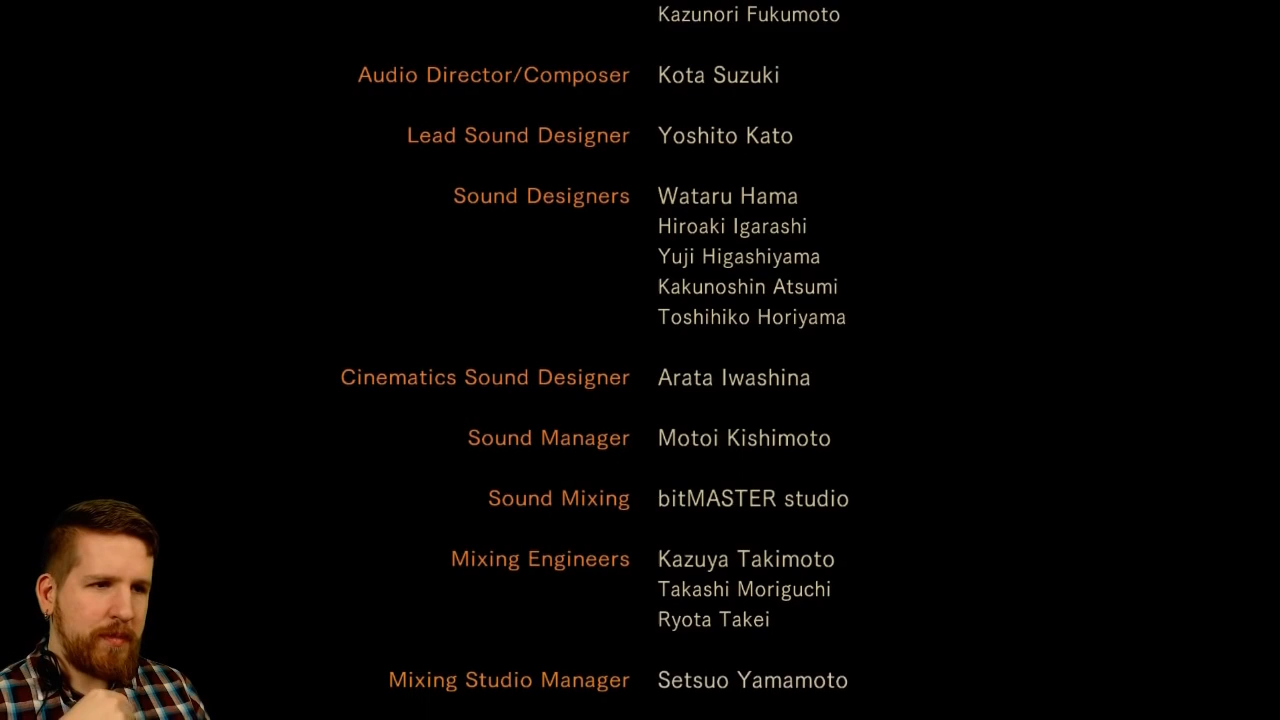 Kazunori Fukumoto
Audio Director/Composer Kota Suzuki
Lead Sound Designer Yoshito Kato
Sound Designers Wataru Hama
Hiroaki Igarashi
Yuji Higashiyama
Kakunoshin Atsumi
Toshihiko Horiyama
Cinematics Sound Designer Arata Iwashina
Sound Manager Motoi Kishimoto
Sound Mixing bitMASTER studio
Mixing Engineers Kazuya Takimoto
Takashi Moriguchi
Ryota Takei
Mixing Studio Manager Setsuo Yamamoto